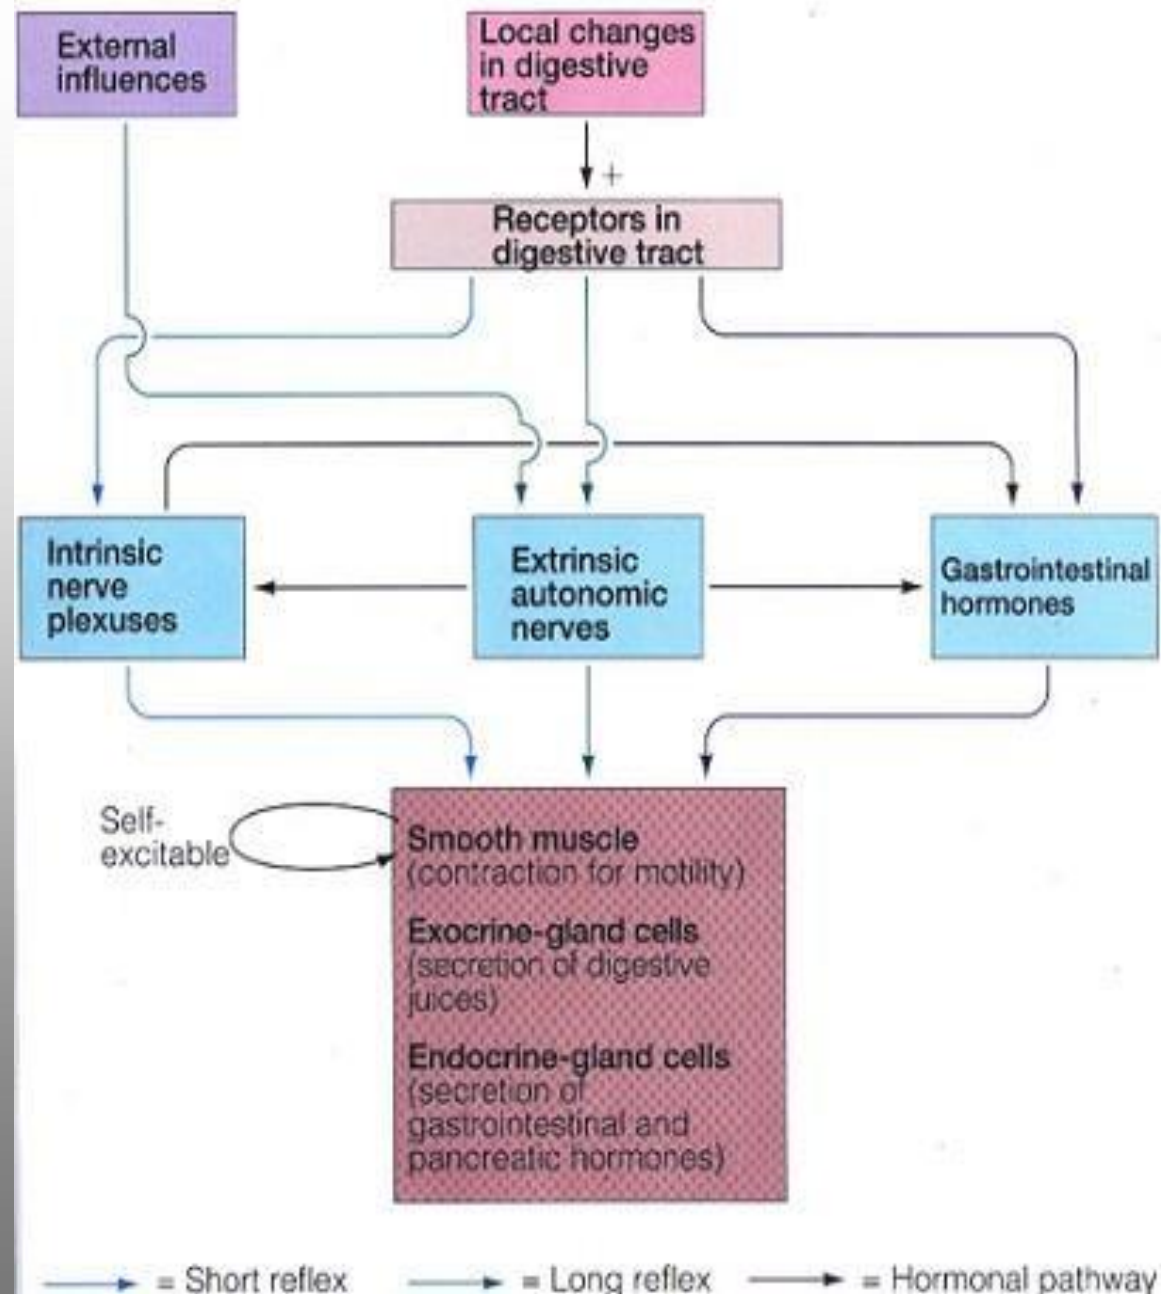 External
influences
Local changes
in digestive
tract
+
Receptors in
digestive tract
Intrinsic
nerve
plexuses
Extrinsic
autonomic
nerves
Gastrointestinal
hormones
Self-
excitable
Smooth muscle
(contraction for motility)
Exocrine-gland cells
(secretion of digestive
juices)
Endocrine-gland cells
(secretion of
gastrointestinal and
pancreatic hormones)
= Short reflex
= Long reflex
= Hormonal pathway